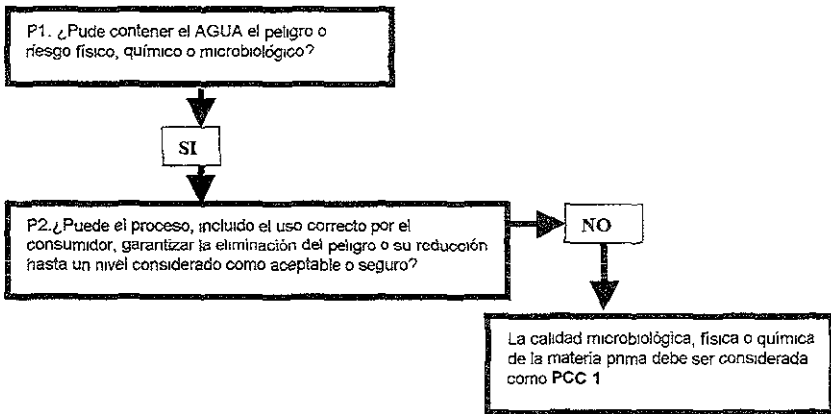 P1. ¿Pude contener el AGUA el peligro o
riesgo físico, químico o microbiológico?
SI
P2.¿Puede el proceso, incluido el uso correcto por el
consumidor, garantizar la eliminación del peligro o su reducción
hasta un nivel considerado como aceptable o seguro?
NO
La calidad microbiológica, física o química
de la materia prima debe ser considerada
como PCC 1